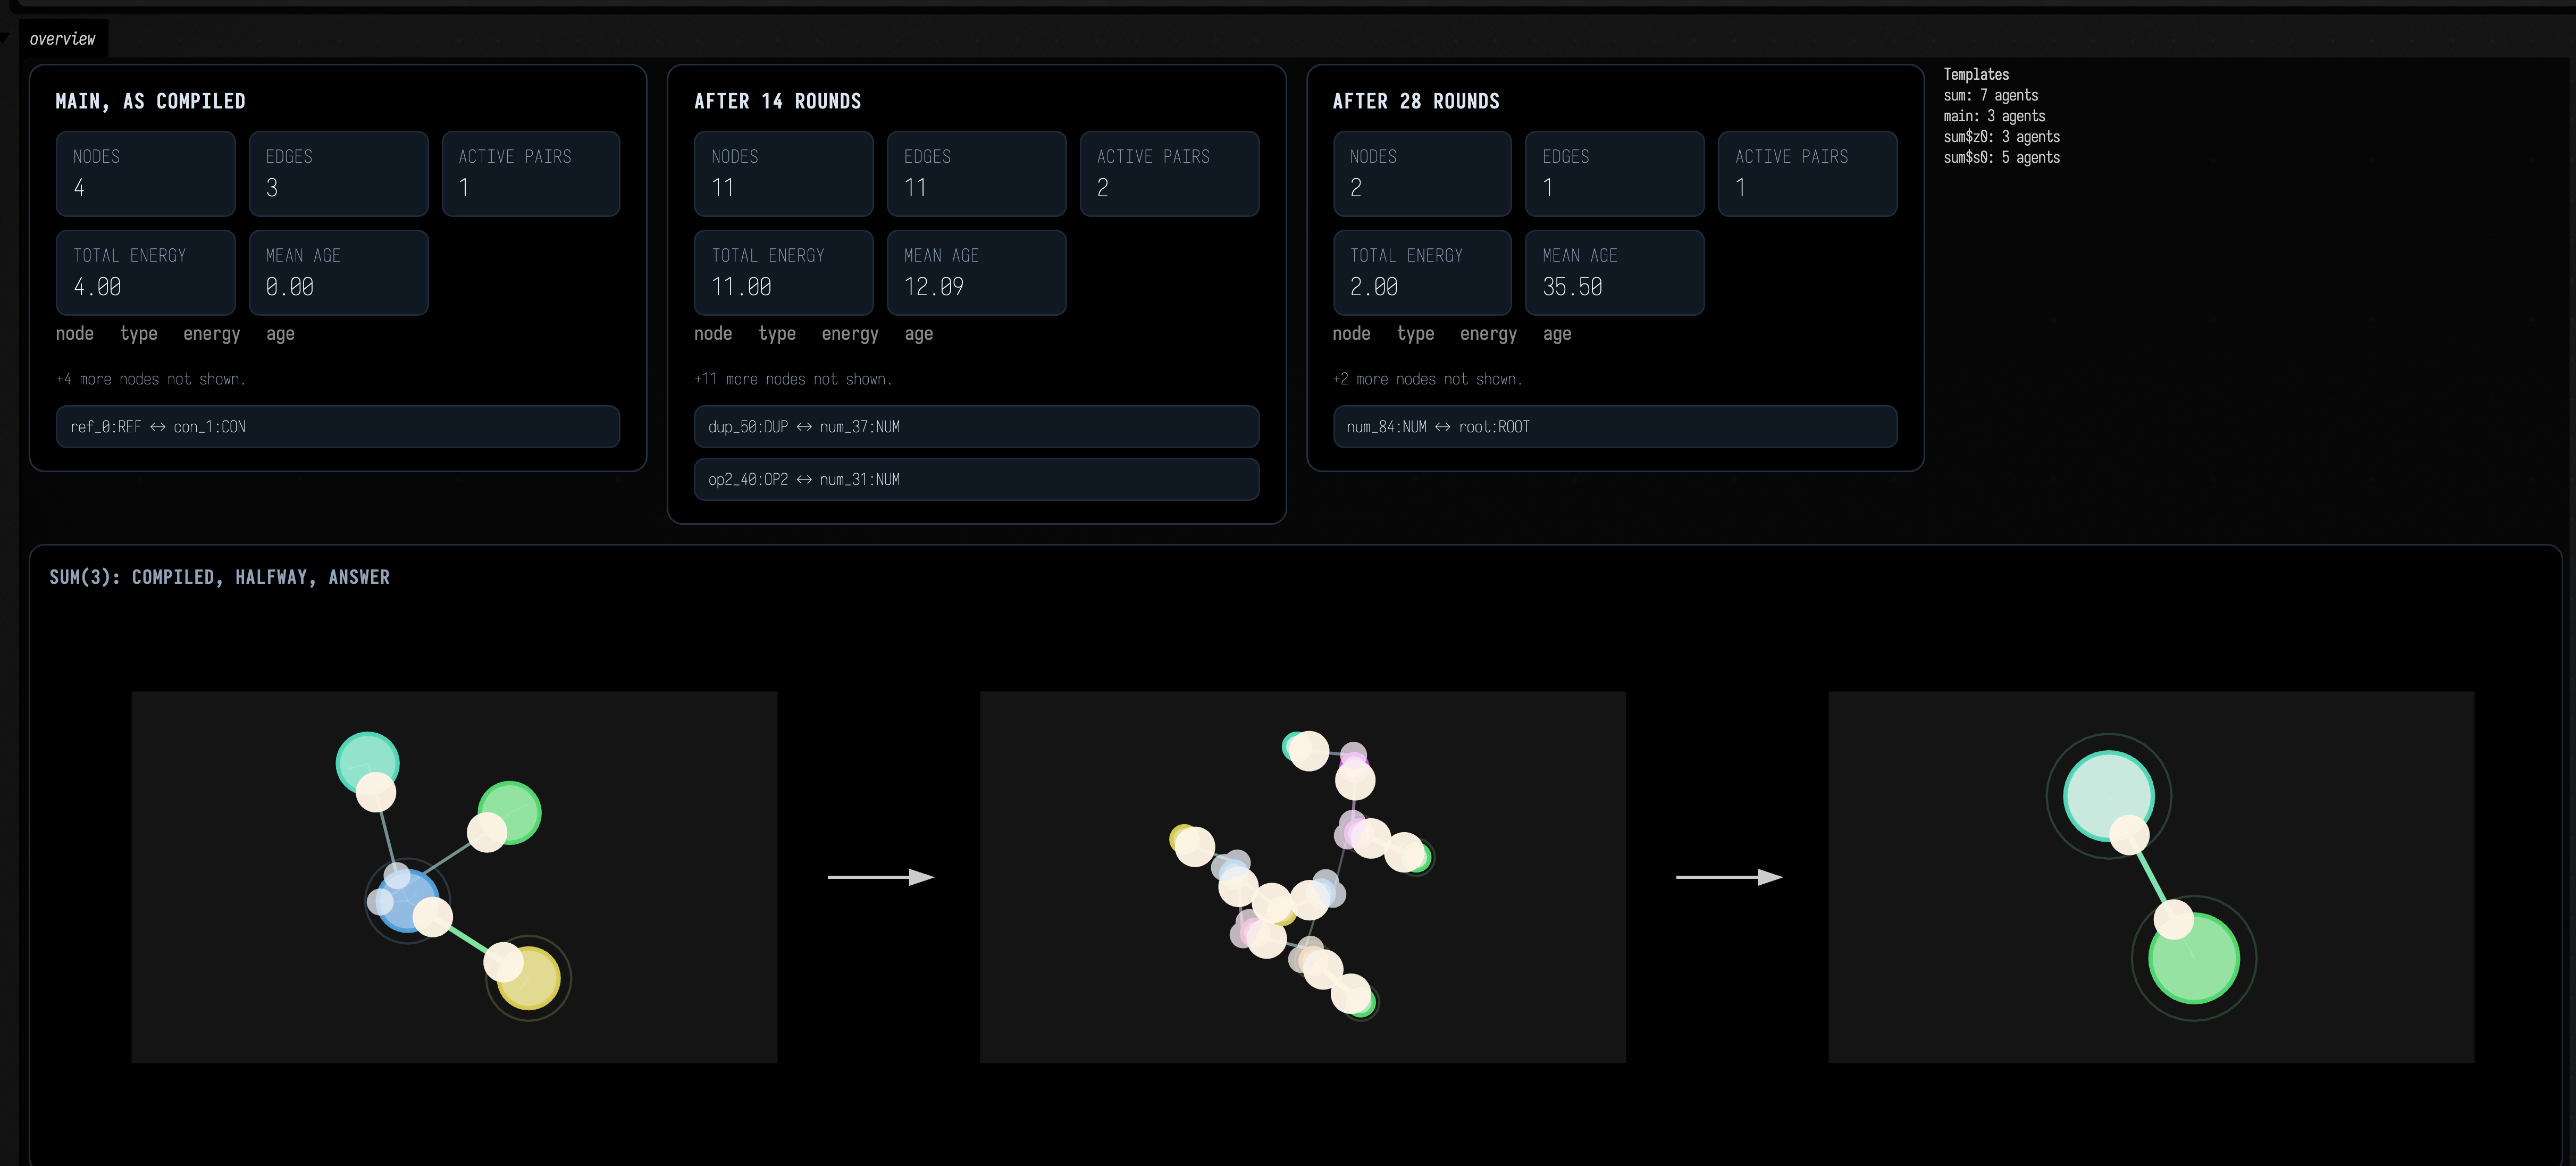 overview
MAIN, AS COMPILED
NODES
4
EDGES
3
ACTIVE PAIRS
1
TOTAL ENERGY
4.00
MEAN AGE
0.00
node type energy age
+4 more nodes not shown.
ref_0:REF ↔ con_1:CON
AFTER 14 ROUNDS
NODES
11
EDGES
11
ACTIVE PAIRS
2
TOTAL ENERGY
11.00
MEAN AGE
12.09
node type energy age
+11 more nodes not shown.
dup_50:DUP ↔ num_37:NUM
op2_40:OP2 ↔ num_31:NUM
AFTER 28 ROUNDS
NODES
2
EDGES
1
ACTIVE PAIRS
1
TOTAL ENERGY
2.00
MEAN AGE
35.50
node type energy age
+2 more nodes not shown.
num_84:NUM ↔ root:ROOT
Templates
sum: 7 agents
main: 3 agents
sum$z0: 3 agents
sum$s0: 5 agents
SUM(3): COMPILED, HALFWAY, ANSWER